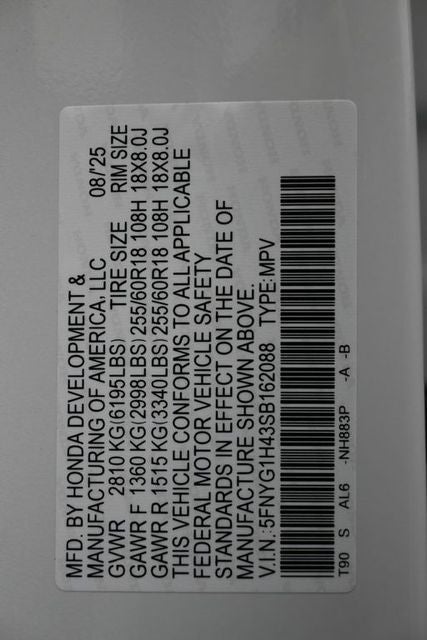 MFD. BY HONDA DEVELOPMENT &
MANUFACTURING OF AMERICA, LLC 08/'25
GVWR 2810 KG(6195LBS) TIRE SIZE RIM SIZE
GAWR F 1360 KG(2998LBS) 255/60R18 108H 18X8.0J
GAWR R 1515 KG(3340LBS) 255/60R18 108H 18X8.0J
THIS VEHICLE CONFORMS TO ALL APPLICABLE
FEDERAL MOTOR VEHICLE SAFETY
STANDARDS IN EFFECT ON THE DATE OF
MANUFACTURE SHOWN ABOVE.
V.I.N.:5FNYG1H43SB162088 TYPE:MPV
T90 S AL6 -NH883P -A -B